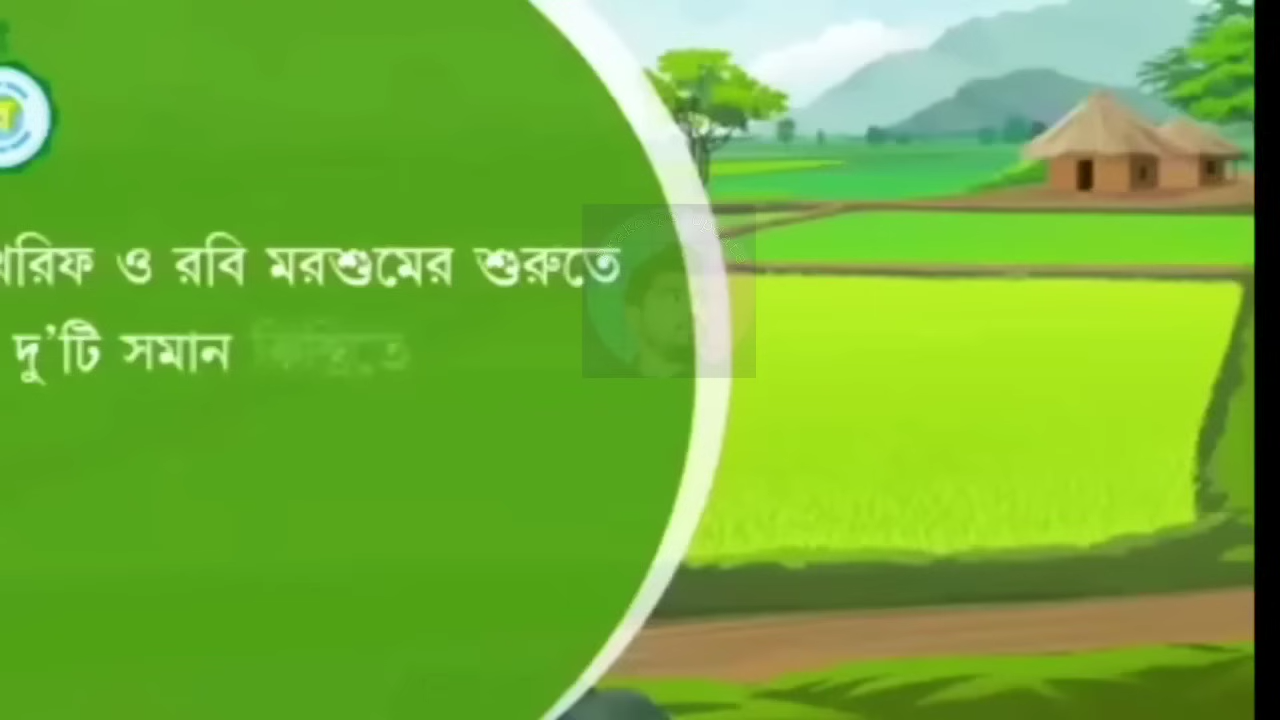 খরিফ ও রবি মরশুমের শুরুতে
দু'টি সমান কিস্তিতে